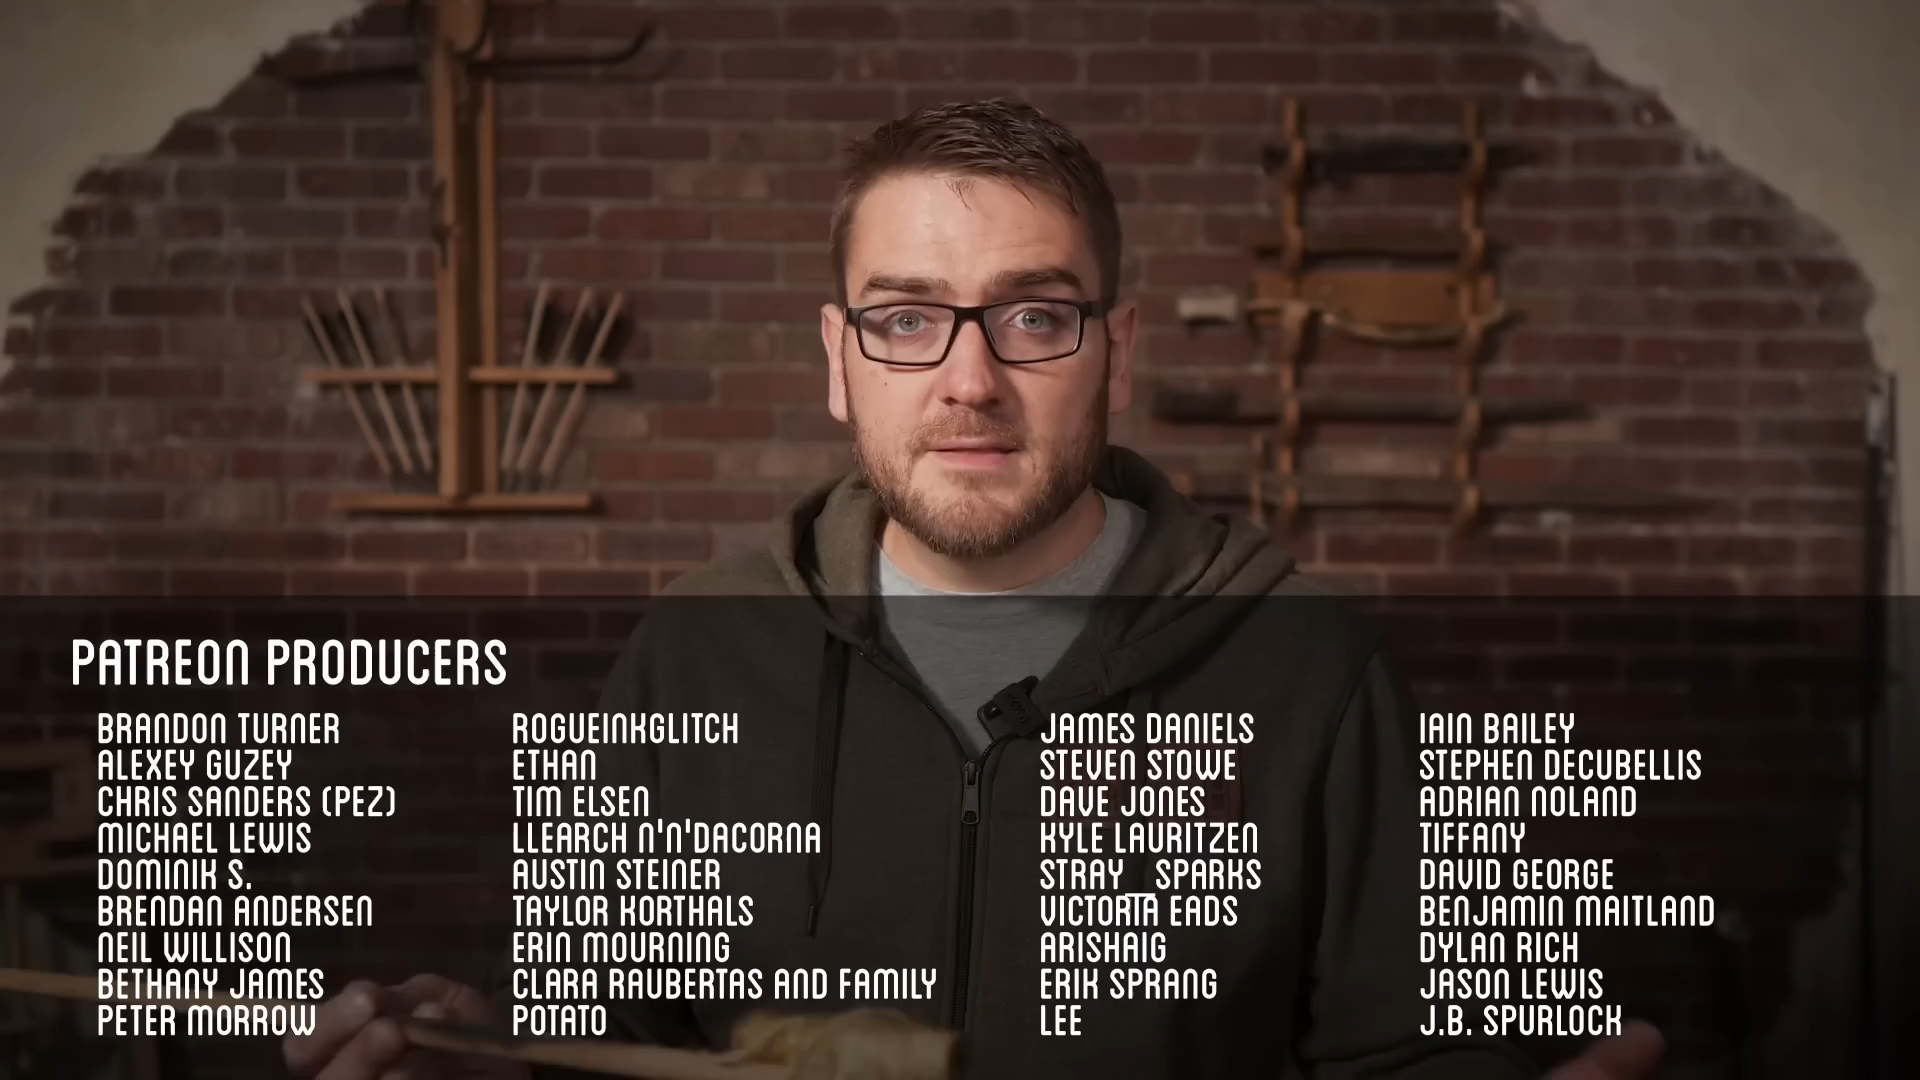 PATREON PRODUCERS
BRANDON TURNER
ALEXEY GUZEY
CHRIS SANDERS (PEZ)
MICHAEL LEWIS
DOMINIK S.
BRENDAN ANDERSEN
NEIL WILLISON
BETHANY JAMES
PETER MORROW
ROGUEINKGLITCH
ETHAN
TIM ELSEN
LLEARCH N'N'DACORNA
AUSTIN STEINER
TAYLOR KORTHALS
ERIN MOURNING
CLARA RAUBERTAS AND FAMILY
POTATO
JAMES DANIELS
STEVEN STOWE
DAVE JONES
KYLE LAURITZEN
STRAY_SPARKS
VICTORIA EADS
ARISHAIG
ERIK SPRANG
LEE
IAIN BAILEY
STEPHEN DECUBELLIS
ADRIAN NOLAND
TIFFANY
DAVID GEORGE
BENJAMIN MAITLAND
DYLAN RICH
JASON LEWIS
J.B. SPURLOCK